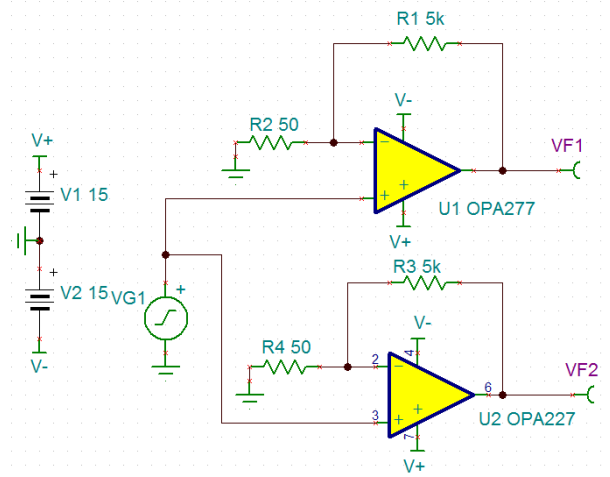 R1 5k
V-
R2 50
VF1
V+
+
V1 15
−
+
+
U1 OPA277
V+
R3 5k
+
V2 15
VG1
+
V-
R4 50
4
2
−
VF2
6
V-
3
+
+
U2 OPA227
7
V+